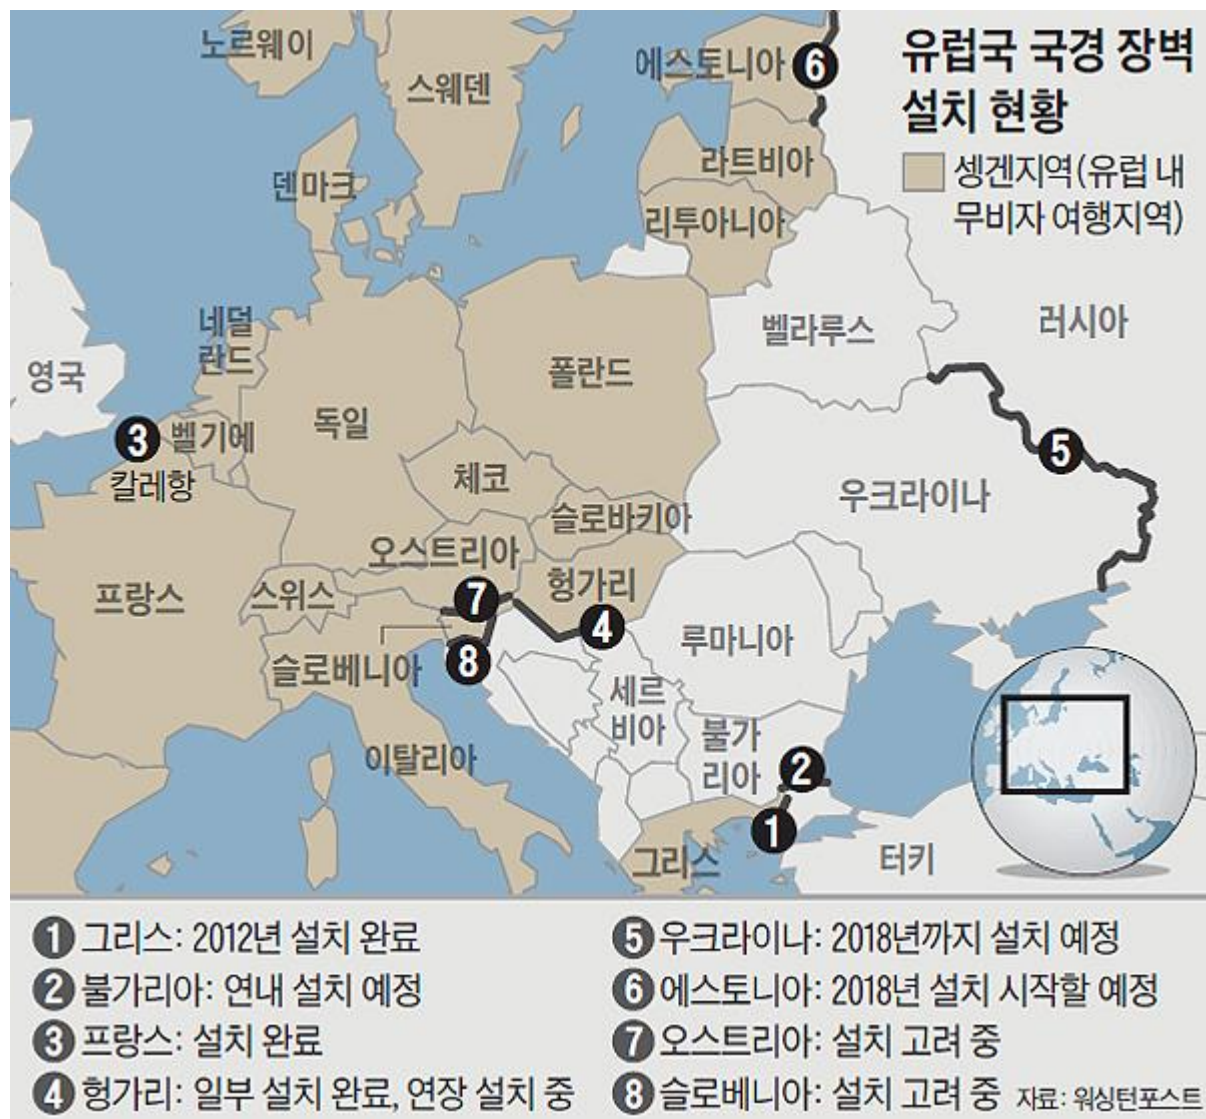 유럽국 국경 장벽
설치 현황
셍겐지역(유럽 내
무비자 여행지역)
노르웨이
스웨덴
에스토니아
6
라트비아
덴마크
리투아니아
네덜
란드
벨라루스
러시아
영국
폴란드
독일
3
벨기에
칼레항
체코
5
우크라이나
슬로바키아
오스트리아
헝가리
프랑스
스위스
7
4
루마니아
8
슬로베니아
세르
비아
불가
리아
이탈리아
2
1
그리스
터키
1 그리스: 2012년 설치 완료
2 불가리아: 연내 설치 예정
3 프랑스: 설치 완료
4 헝가리: 일부 설치 완료, 연장 설치 중
5 우크라이나: 2018년까지 설치 예정
6 에스토니아: 2018년 설치 시작할 예정
7 오스트리아: 설치 고려 중
8 슬로베니아: 설치 고려 중
자료: 워싱턴포스트